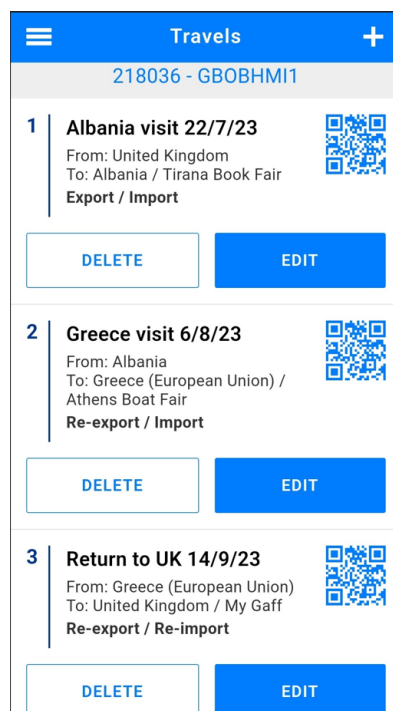 Travels
218036 - GBOBHMI1
1
Albania visit 22/7/23
From: United Kingdom
To: Albania / Tirana Book Fair
Export / Import
DELETE
EDIT
2
Greece visit 6/8/23
From: Albania
To: Greece (European Union) /
Athens Boat Fair
Re-export / Import
DELETE
EDIT
3
Return to UK 14/9/23
From: Greece (European Union)
To: United Kingdom / My Gaff
Re-export / Re-import
DELETE
EDIT